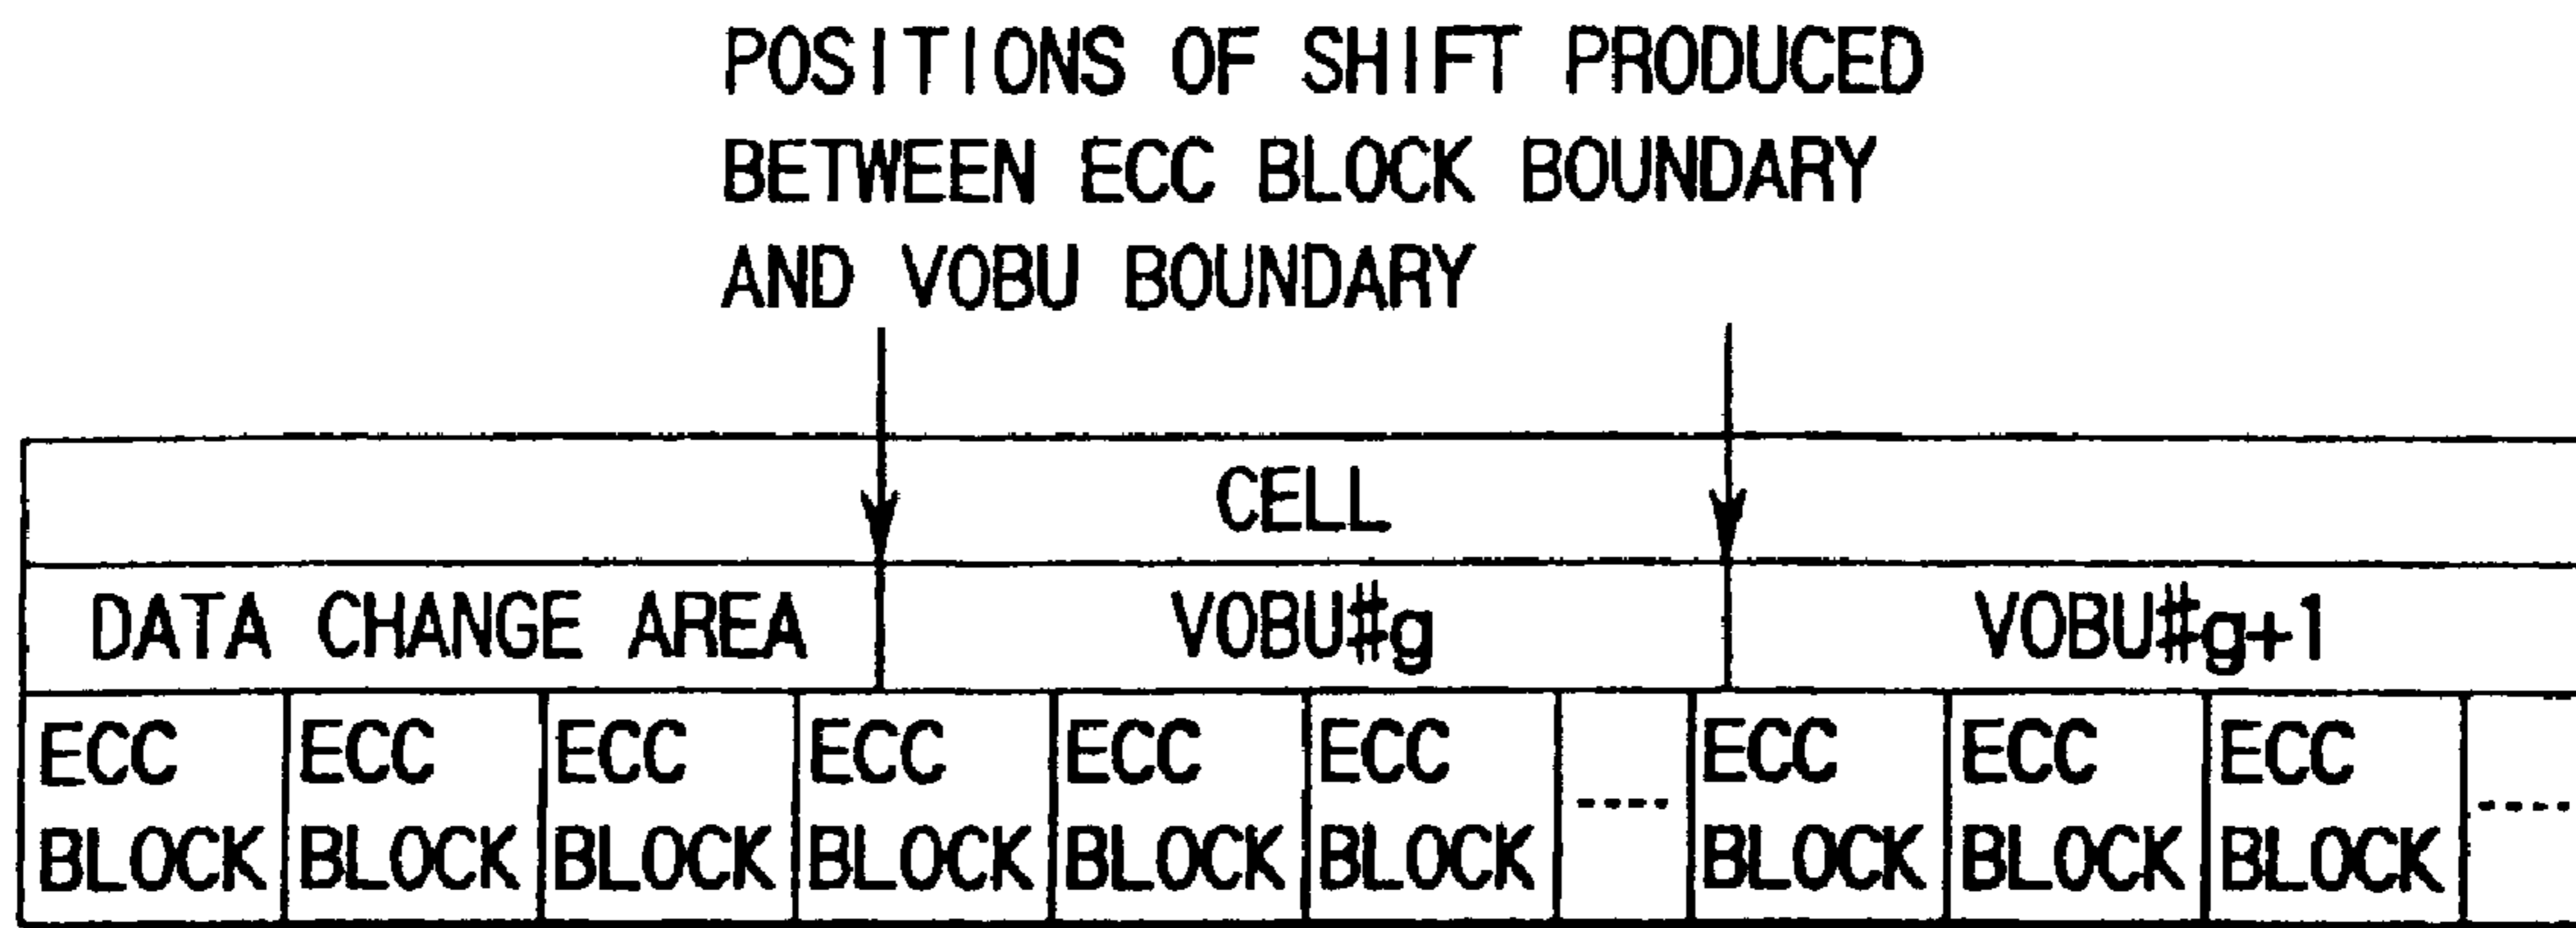 POSITIONS OF SHIFT PRODUCED
BETWEEN ECC BLOCK BOUNDARY
AND VOBU BOUNDARY
CELL
DATA CHANGE AREA VOBU#g VOBU#g+1
ECC ECC ECC ECC ECC ECC ---- ECC ECC ECC ----
BLOCK BLOCK BLOCK BLOCK BLOCK BLOCK BLOCK BLOCK BLOCK